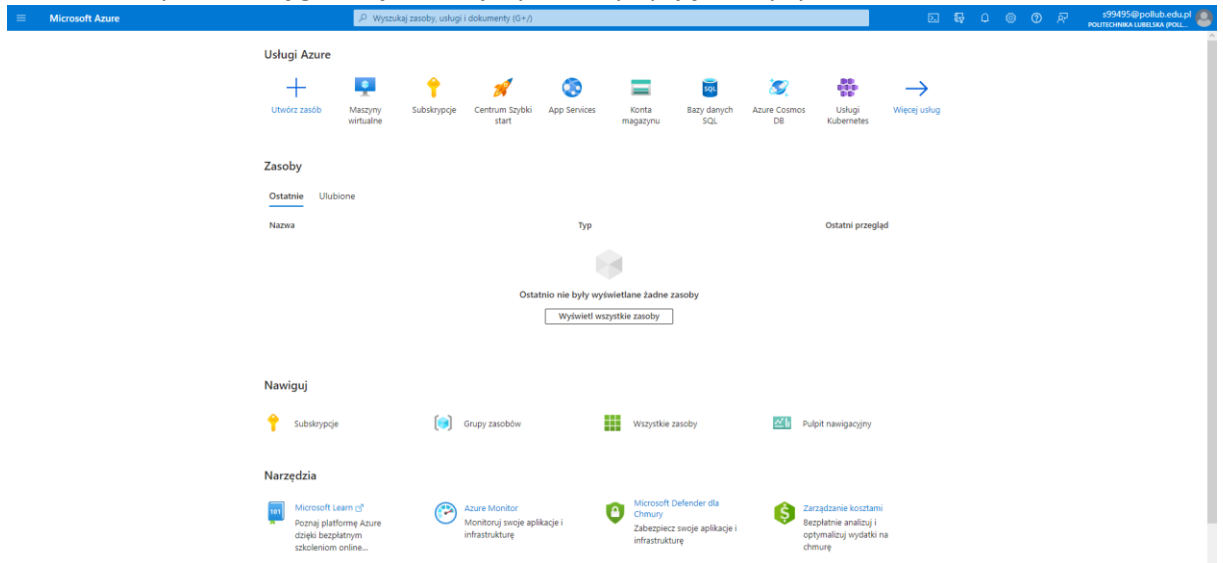 Microsoft Azure
Wyszukaj zasoby, usługi i dokumenty (G+/)
s99495@pollub.edu.pl
POLITECHNIKA LUBELSKA (POLL...
Usługi Azure
Utwórz zasób
Maszyny
wirtualne
Subskrypcje
Centrum Szybki
start
App Services
Konta
magazynu
Bazy danych
SQL
Azure Cosmos
DB
Usługi
Kubernetes
Więcej usług
Zasoby
Ostatnie Ulubione
Nazwa Typ Ostatni przegląd
Ostatnio nie były wyświetlane żadne zasoby
Wyświetl wszystkie zasoby
Nawiguj
Subskrypcje Grupy zasobów Wszystkie zasoby Pulpit nawigacyjny
Narzędzia
Microsoft Learn
Poznaj platformę Azure
dzięki bezpłatnym
szkoleniom online...
Azure Monitor
Monitoruj swoje aplikacje i
infrastrukturę
Microsoft Defender dla
Chmury
Zabezpiecz swoje aplikacje i
infrastrukturę
Zarządzanie kosztami
Bezpłatnie analizuj i
optymalizuj wydatki na
chmurę